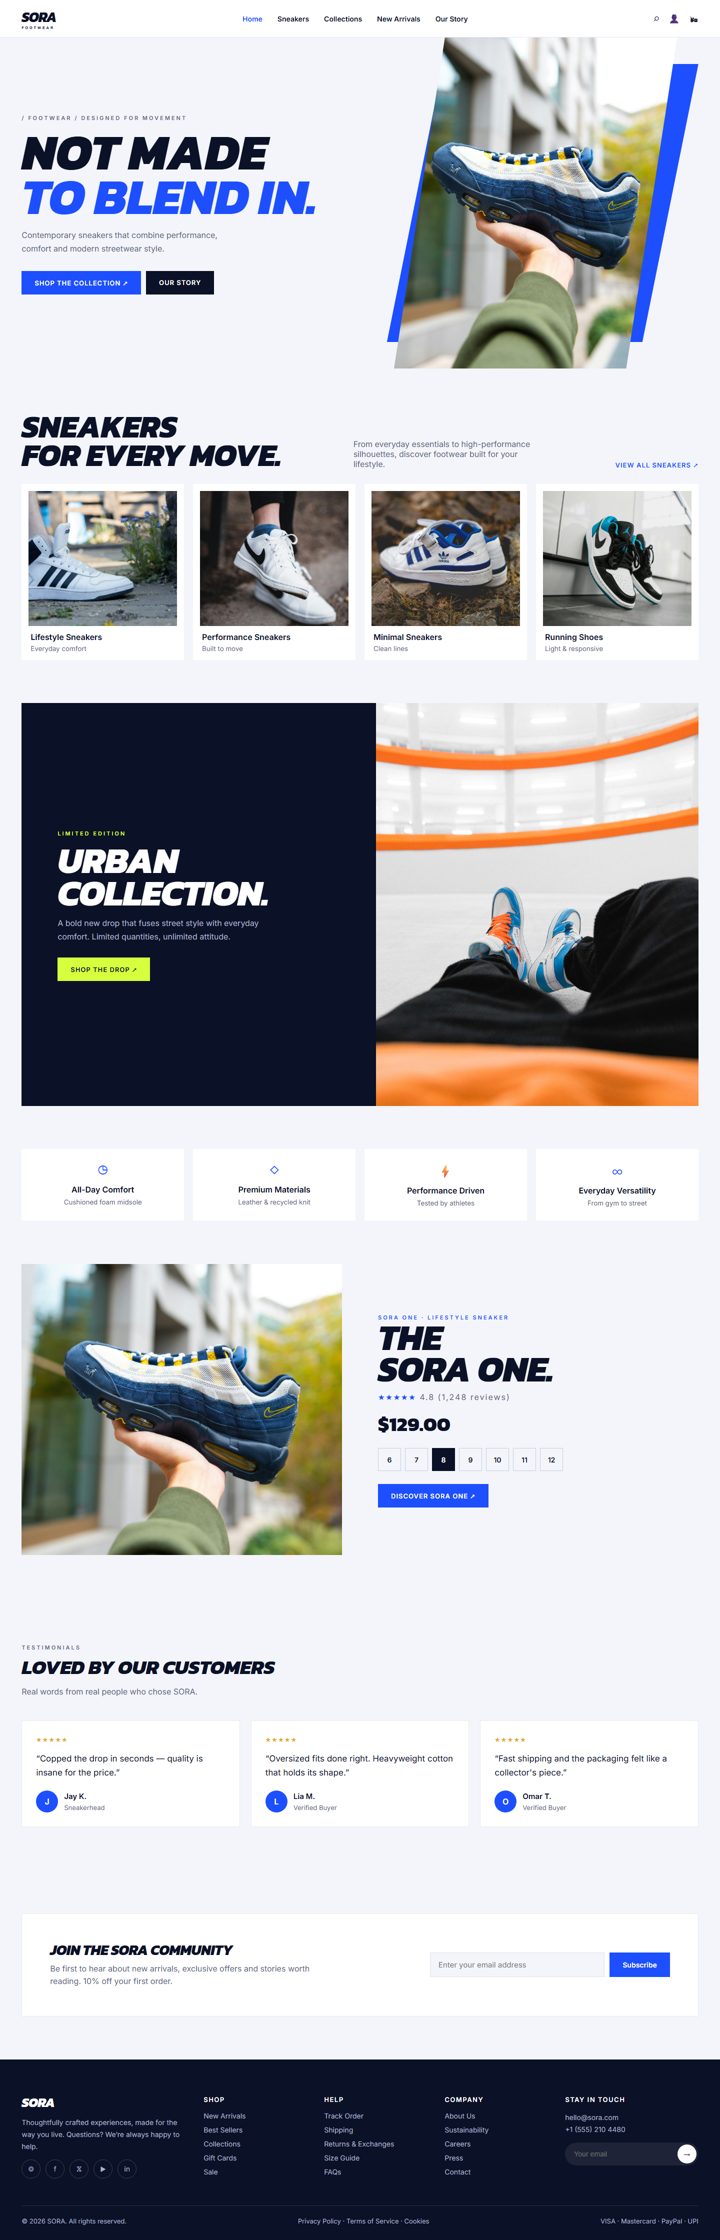 SORA
FOOTWEAR
Home
Sneakers
Collections
New Arrivals
Our Story
/ FOOTWEAR / DESIGNED FOR MOVEMENT
NOT MADE
TO BLEND IN.
Contemporary sneakers that combine performance,
comfort and modern streetwear style.
SHOP THE COLLECTION ↗
OUR STORY
SNEAKERS
FOR EVERY MOVE.
From everyday essentials to high-performance
silhouettes, discover footwear built for your
lifestyle.
VIEW ALL SNEAKERS ↗
Lifestyle Sneakers
Everyday comfort
Performance Sneakers
Built to move
Minimal Sneakers
Clean lines
Running Shoes
Light & responsive
LIMITED EDITION
URBAN
COLLECTION.
A bold new drop that fuses street style with everyday
comfort. Limited quantities, unlimited attitude.
SHOP THE DROP ↗
All-Day Comfort
Cushioned foam midsole
Premium Materials
Leather & recycled knit
Performance Driven
Tested by athletes
Everyday Versatility
From gym to street
SORA ONE · LIFESTYLE SNEAKER
THE
SORA ONE.
★★★★★ 4.8 (1,248 reviews)
$129.00
6 7 8 9 10 11 12
DISCOVER SORA ONE ↗
TESTIMONIALS
LOVED BY OUR CUSTOMERS
Real words from real people who chose SORA.
★★★★★
“Copped the drop in seconds — quality is
insane for the price.”
J
Jay K.
Sneakerhead
★★★★★
“Oversized fits done right. Heavyweight cotton
that holds its shape.”
L
Lia M.
Verified Buyer
★★★★★
“Fast shipping and the packaging felt like a
collector's piece.”
O
Omar T.
Verified Buyer
JOIN THE SORA COMMUNITY
Be first to hear about new arrivals, exclusive offers and stories worth
reading. 10% off your first order.
Enter your email address
Subscribe
SORA
Thoughtfully crafted experiences, made for the
way you live. Questions? We're always happy to
help.
f
𝕏
▶
in
SHOP
New Arrivals
Best Sellers
Collections
Gift Cards
Sale
HELP
Track Order
Shipping
Returns & Exchanges
Size Guide
FAQs
COMPANY
About Us
Sustainability
Careers
Press
Contact
STAY IN TOUCH
hello@sora.com
+1 (555) 210 4480
Your email
→
© 2026 SORA. All rights reserved.
Privacy Policy · Terms of Service · Cookies
VISA · Mastercard · PayPal · UPI